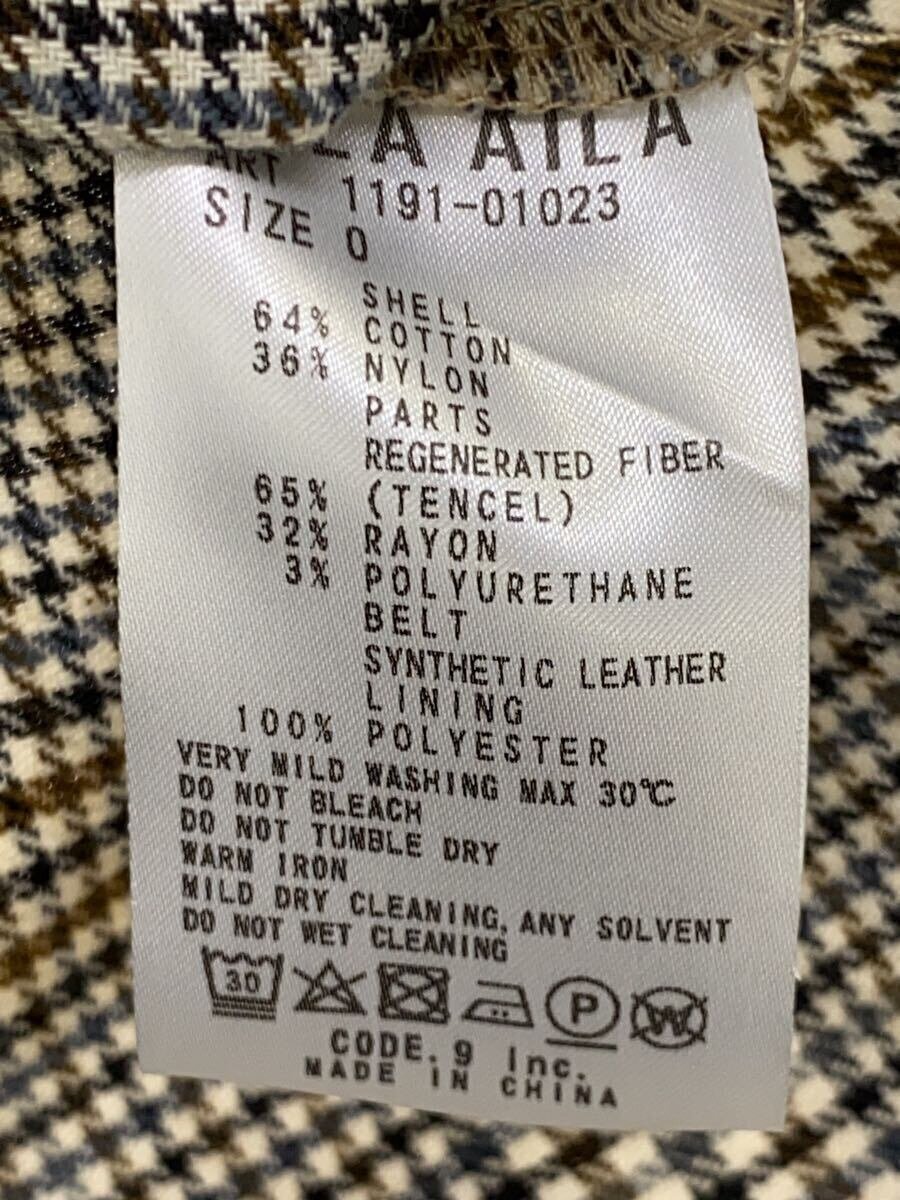 LA AILA
ART 1191-01023
SIZE 0
SHELL
64% COTTON
36% NYLON
PARTS
REGENERATED FIBER
65% (TENCEL)
32% RAYON
3% POLYURETHANE
BELT
SYNTHETIC LEATHER
LINING
100% POLYESTER
VERY MILD WASHING MAX 30℃
DO NOT BLEACH
DO NOT TUMBLE DRY
WARM IRON
MILD DRY CLEANING, ANY SOLVENT
DO NOT WET CLEANING
30 P W
CODE.9 Inc.
MADE IN CHINA